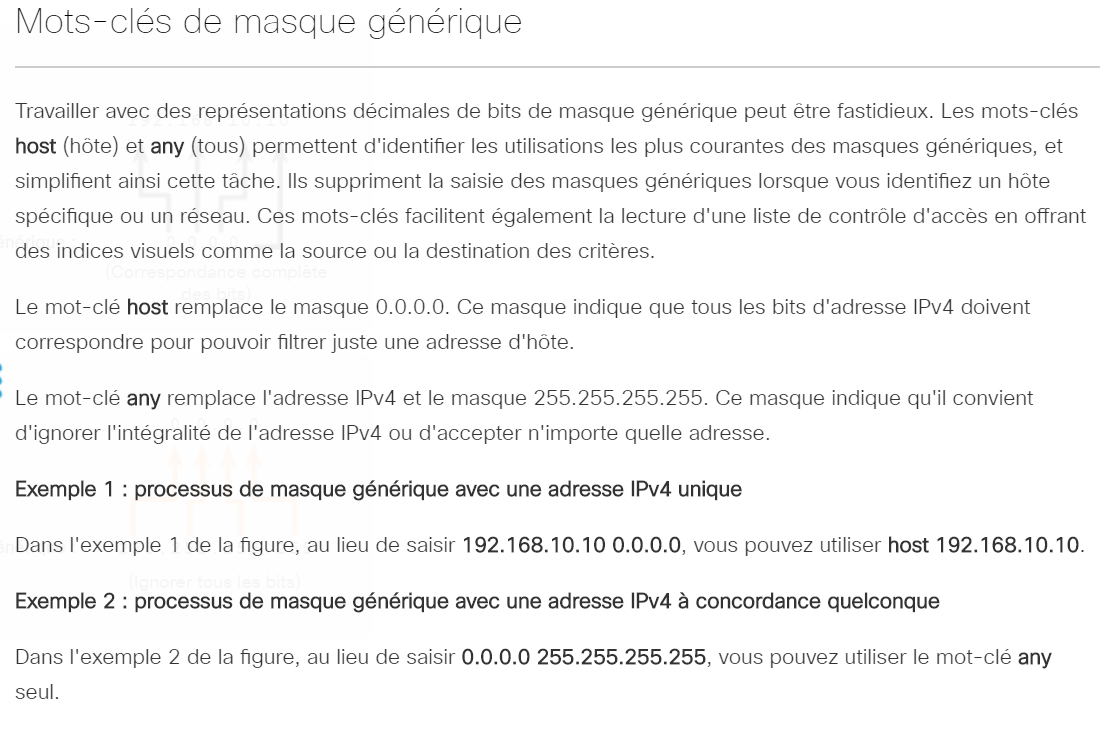 Mots-clés de masque générique
Travailler avec des représentations décimales de bits de masque générique peut être fastidieux. Les mots-clés
host (hôte) et any (tous) permettent d'identifier les utilisations les plus courantes des masques génériques, et
simplifient ainsi cette tâche. Ils suppriment la saisie des masques génériques lorsque vous identifiez un hôte
spécifique ou un réseau. Ces mots-clés facilitent également la lecture d'une liste de contrôle d'accès en offrant
des indices visuels comme la source ou la destination des critères.
(Correspondance complète
des bits)
Le mot-clé host remplace le masque 0.0.0.0. Ce masque indique que tous les bits d'adresse IPv4 doivent
correspondre pour pouvoir filtrer juste une adresse d'hôte.
Le mot-clé any remplace l'adresse IPv4 et le masque 255.255.255.255. Ce masque indique qu'il convient
d'ignorer l'intégralité de l'adresse IPv4 ou d'accepter n'importe quelle adresse.
Exemple 1 : processus de masque générique avec une adresse IPv4 unique
Dans l'exemple 1 de la figure, au lieu de saisir 192.168.10.10 0.0.0.0, vous pouvez utiliser host 192.168.10.10.
(Ignorer tous les bits)
Exemple 2 : processus de masque générique avec une adresse IPv4 à concordance quelconque
Dans l'exemple 2 de la figure, au lieu de saisir 0.0.0.0 255.255.255.255, vous pouvez utiliser le mot-clé any
seul.